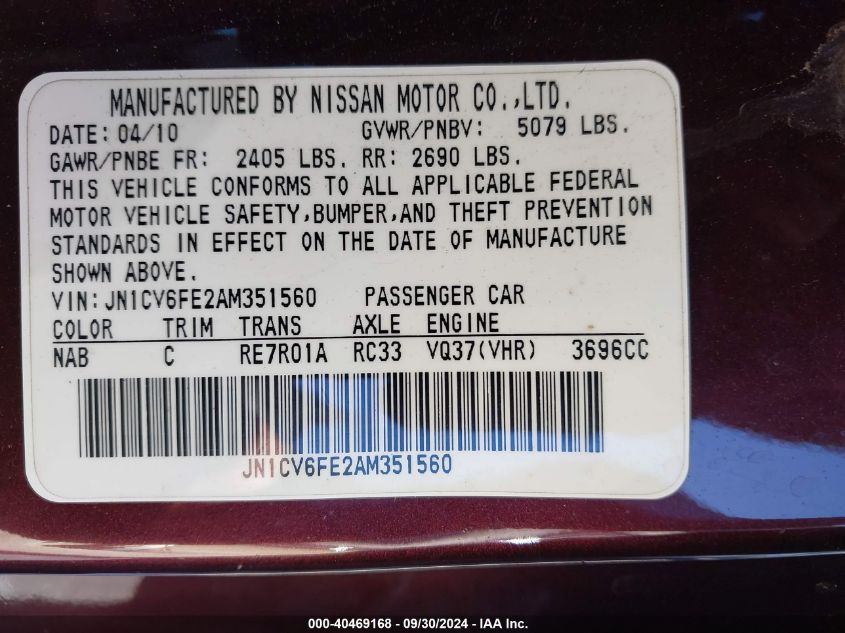 MANUFACTURED BY NISSAN MOTOR CO.,LTD.
DATE: 04/10 GVWR/PNBV: 5079 LBS.
GAWR/PNBE FR: 2405 LBS. RR: 2690 LBS.
THIS VEHICLE CONFORMS TO ALL APPLICABLE FEDERAL
MOTOR VEHICLE SAFETY,BUMPER,AND THEFT PREVENTION
STANDARDS IN EFFECT ON THE DATE OF MANUFACTURE
SHOWN ABOVE.
VIN: JN1CV6FE2AM351560 PASSENGER CAR
COLOR TRIM TRANS AXLE ENGINE
NAB C RE7R01A RC33 VQ37(VHR) 3696CC
JN1CV6FE2AM351560
000-40469168 - 09/30/2024 - IAA Inc.